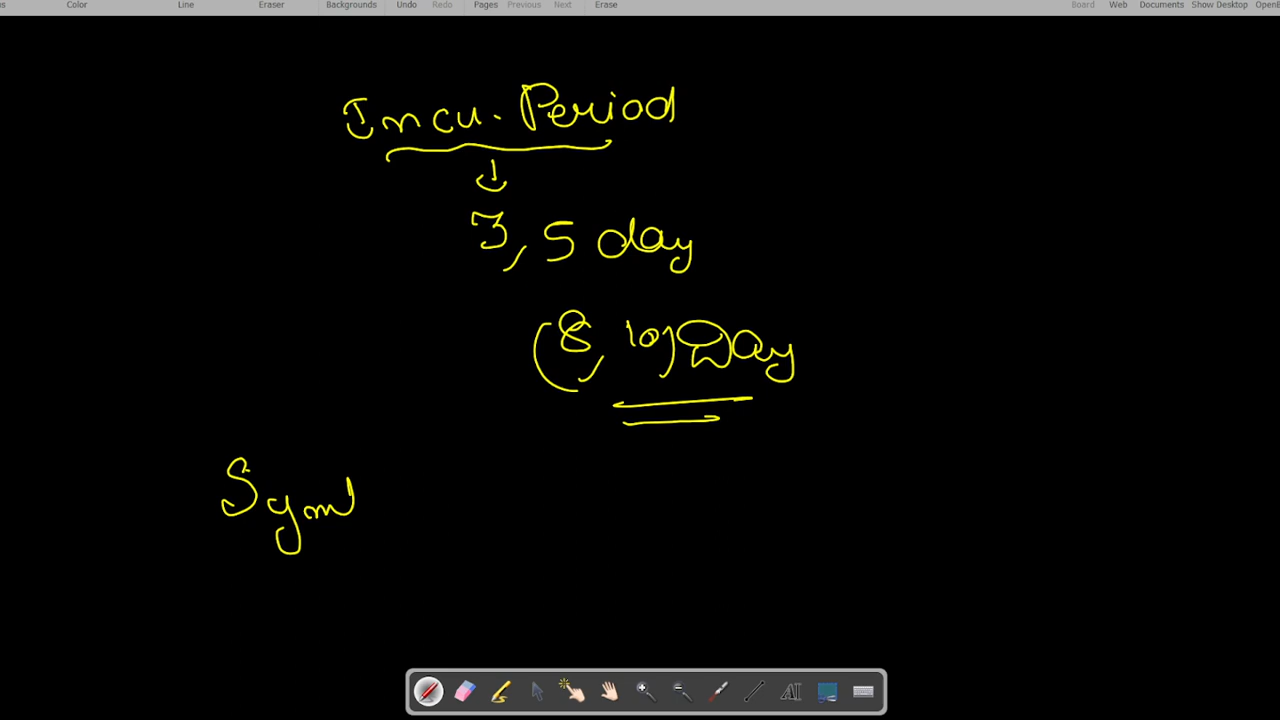 Color Line Eraser Backgrounds Undo Redo Pages Previous Next Erase Board Web Documents Show Desktop
Incu. Period
3, 5 day
(8, 10) Day
Sym